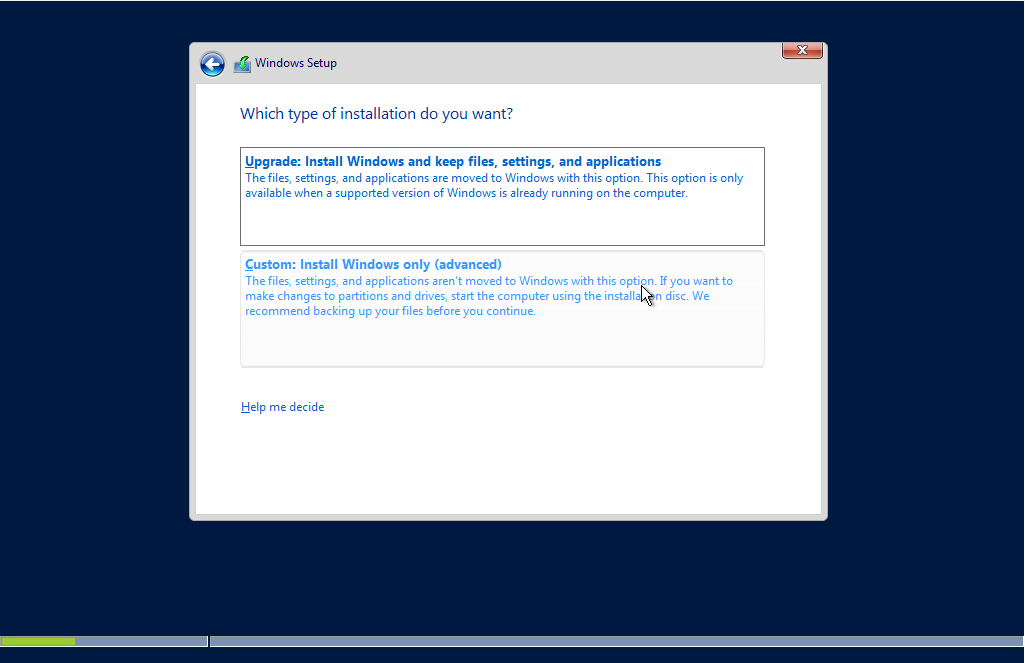 Windows Setup
Which type of installation do you want?
Upgrade: Install Windows and keep files, settings, and applications
The files, settings, and applications are moved to Windows with this option. This option is only
available when a supported version of Windows is already running on the computer.
Custom: Install Windows only (advanced)
The files, settings, and applications aren't moved to Windows with this option. If you want to
make changes to partitions and drives, start the computer using the installation disc. We
recommend backing up your files before you continue.
Help me decide